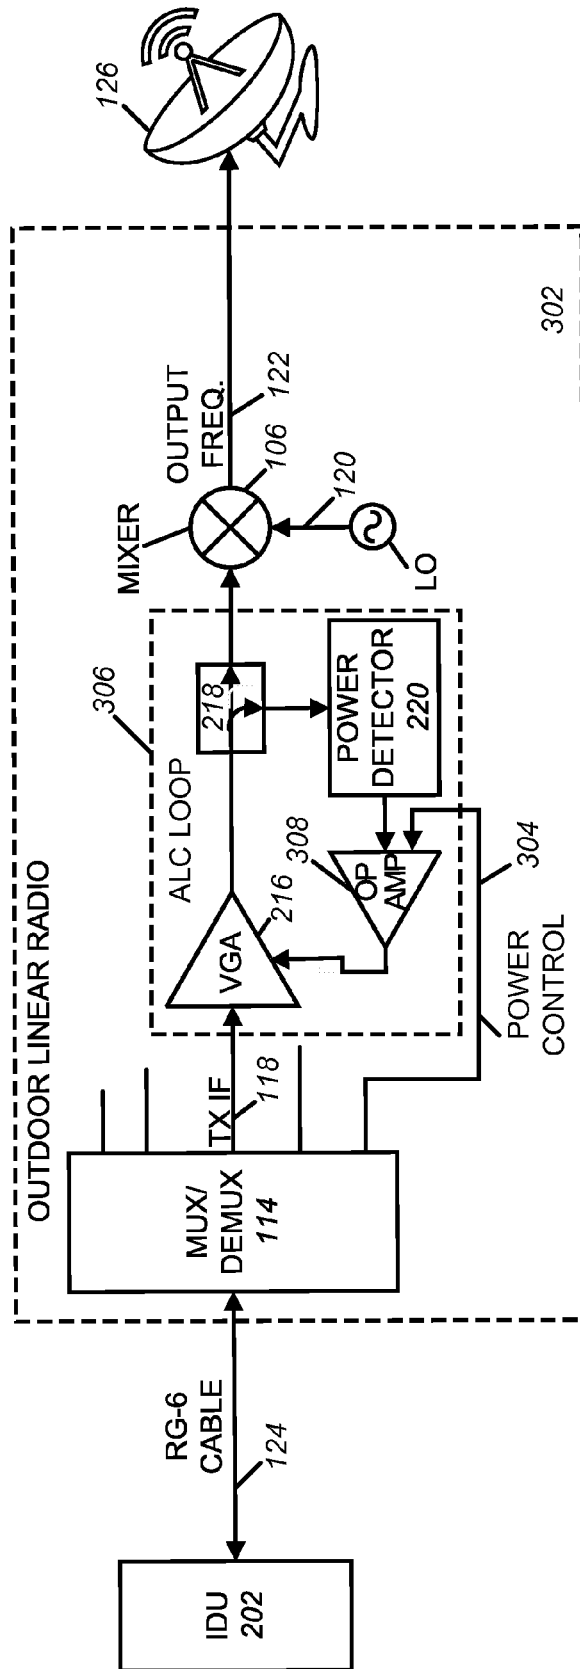 OUTDOOR LINEAR RADIO
IDU
202
RG-6
CABLE
124
MUX/
DEMUX
114
TX IF
118
306
ALC LOOP
VGA
216
218
308
OP
AMP
POWER
DETECTOR
220
304
POWER
CONTROL
MIXER
106
120
LO
OUTPUT
FREQ.
122
302
126